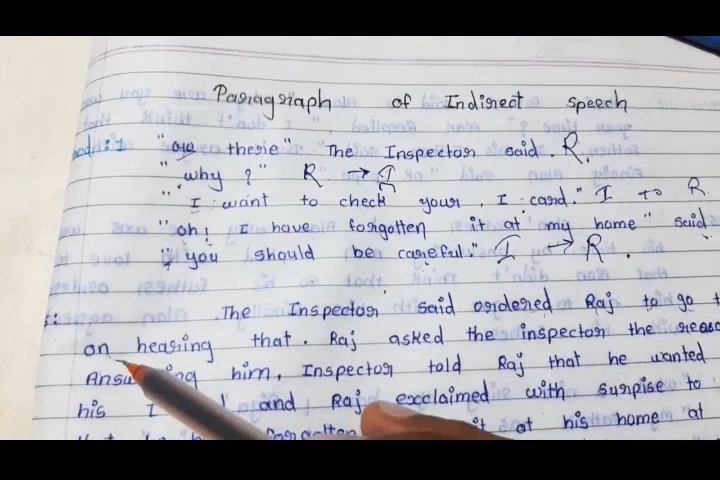 Paragraph of Indirect speech
"Go there" The Inspector said. R.
"why ?" R → I
"I want to check your I card." I to R
"oh! I have forgotten it at my home" said
"you should be careful." I → R.
The Inspector said ordered Raj to go
on hearing that. Raj asked the inspector the
him, Inspector told Raj that he wanted
his I and Raj exclaimed with surpise to
it at his home at